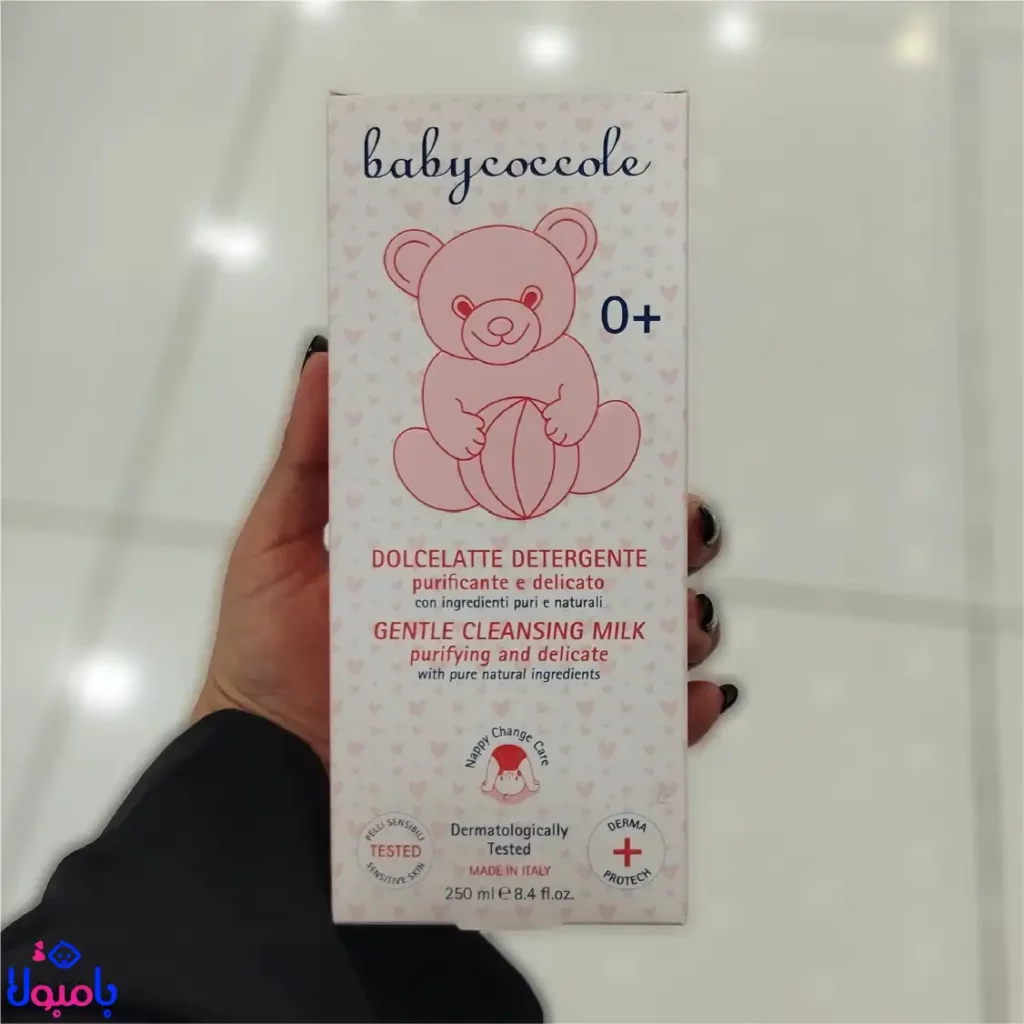 babycoccole
0+
DOLCELATTE DETERGENTE
purificante e delicato
con ingredienti puri e naturali
GENTLE CLEANSING MILK
purifying and delicate
with pure natural ingredients
Nappy Change Care
PELLI SENSIBILI
TESTED
SENSITIVE SKIN
Dermatologically
Tested
MADE IN ITALY
250 ml ℮ 8.4 fl.oz.
DERMA
PROTECH
بامبولا